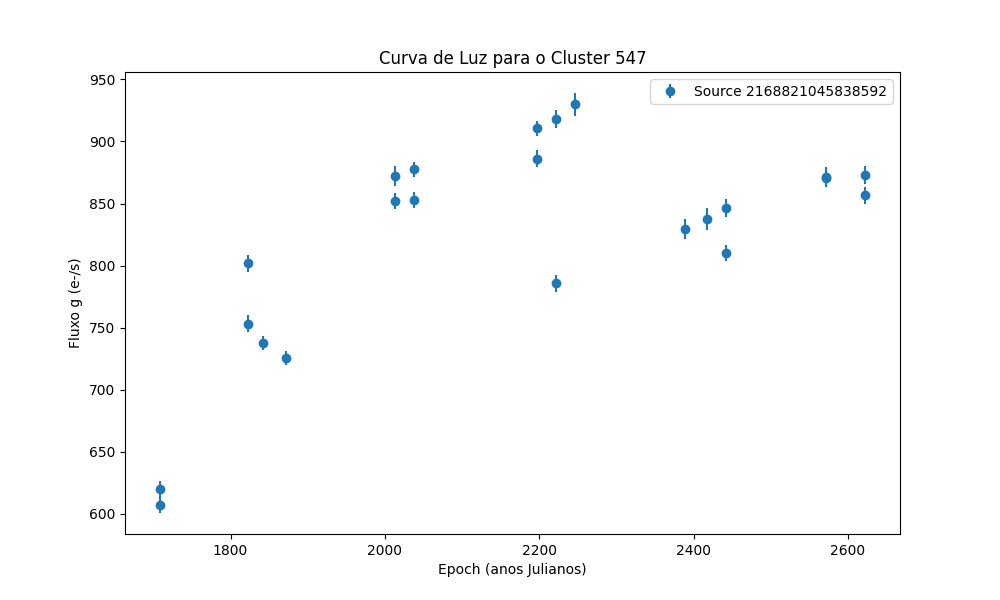 Curva de Luz para o Cluster 547
Source 2168821045838592
950
900
850
800
750
700
650
600
Fluxo g (e-/s)
1800 2000 2200 2400 2600
Epoch (anos Julianos)